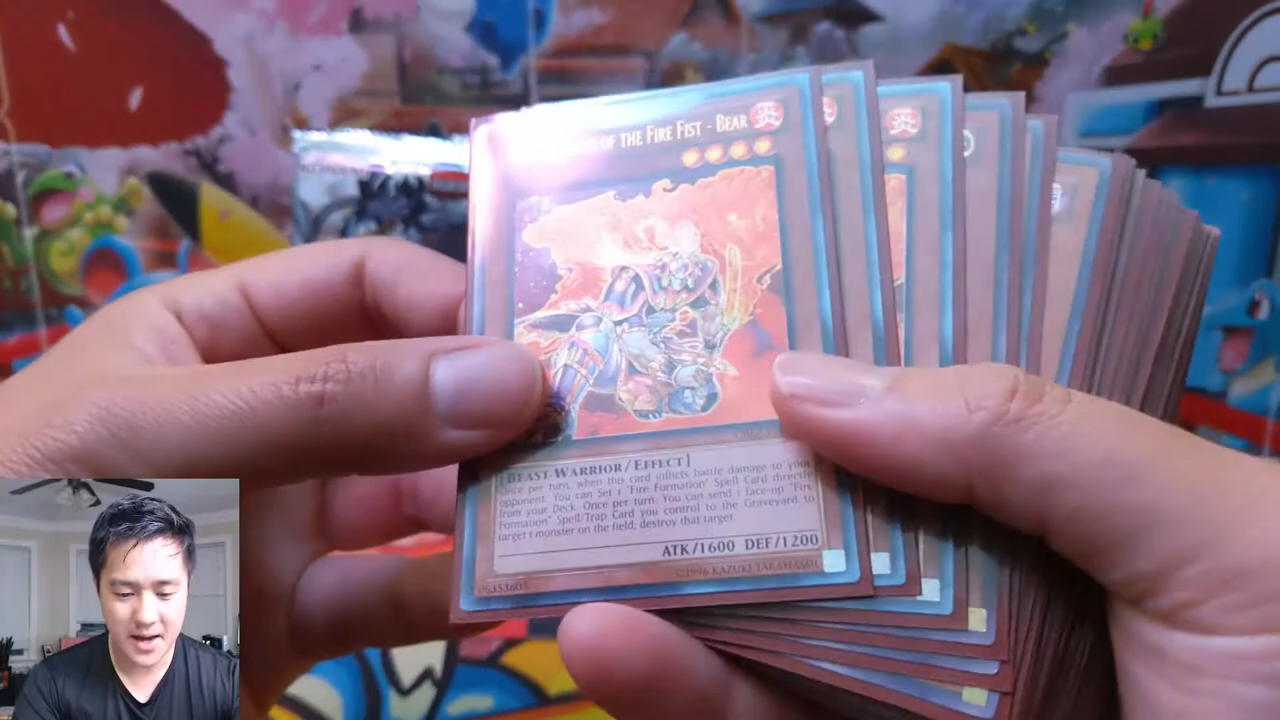 OF THE FIRE FIST - BEAR
炎
[BEAST-WARRIOR/EFFECT]
Once per turn, when this card inflicts battle damage to your
opponent: You can Set 1 "Fire Formation" Spell Card directly
from your Deck. Once per turn: You can send 1 face-up "Fire
Formation" Spell/Trap Card you control to the Graveyard to
target 1 monster on the field; destroy that target.
ATK/1600 DEF/1200
©1996 KAZUKI TAKAHASHI